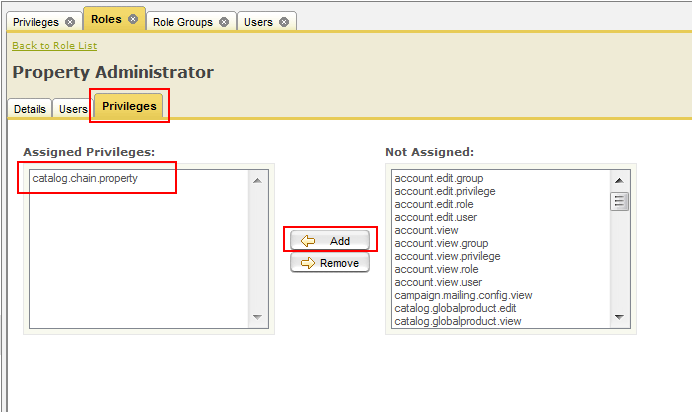 Privileges
Roles
Role Groups
Users
Back to Role List
Property Administrator
Details
Users
Privileges
Assigned Privileges:
catalog.chain.property
Add
Remove
Not Assigned:
account.edit.group
account.edit.privilege
account.edit.role
account.edit.user
account.view
account.view.group
account.view.privilege
account.view.role
account.view.user
campaign.mailing.config.view
catalog.globalproduct.edit
catalog.globalproduct.view